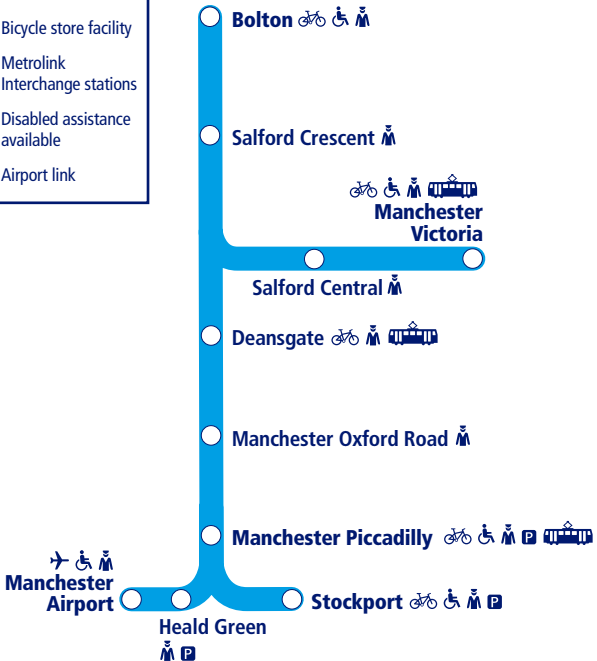 Bicycle store facility
Metrolink
Interchange stations
Disabled assistance
available
Airport link
Bolton
Salford Crescent
Manchester
Victoria
Salford Central
Deansgate
Manchester Oxford Road
Manchester Piccadilly P
Manchester
Airport
Stockport P
Heald Green
P